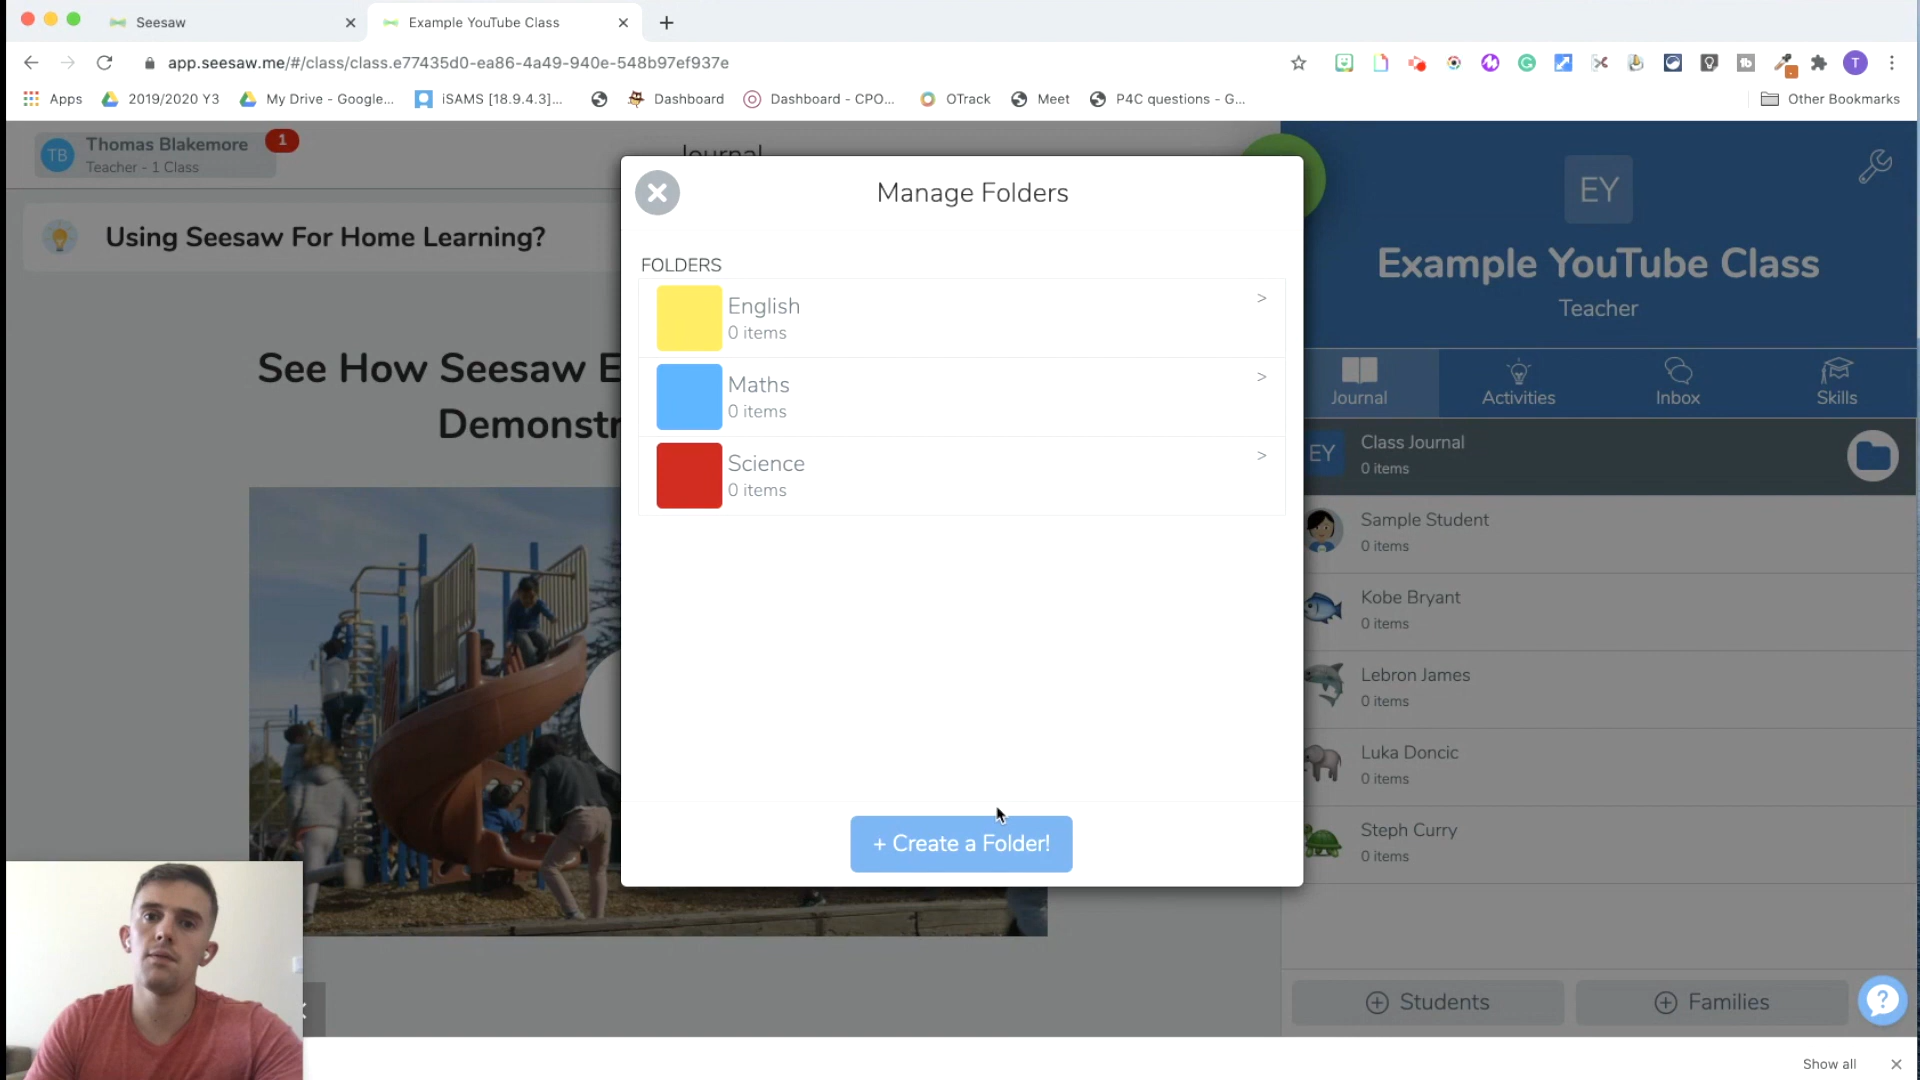 Seesaw
Example YouTube Class
app.seesaw.me/#/class/class.e77435d0-ea86-4a49-940e-548b97ef937e
T
Apps
2019/2020 Y3
My Drive - Google...
iSAMS [18.9.4.3]...
Dashboard
Dashboard - CPO...
OTrack
Meet
P4C questions - G...
Other Bookmarks
TB
Thomas Blakemore
Teacher - 1 Class
1
Journal
Using Seesaw For Home Learning?
See How Seesaw E
Demonstr
Manage Folders
FOLDERS
English
0 items
>
Maths
0 items
>
Science
0 items
>
+ Create a Folder!
EY
Example YouTube Class
Teacher
Journal
Activities
Inbox
Skills
EY
Class Journal
0 items
Sample Student
0 items
Kobe Bryant
0 items
Lebron James
0 items
Luka Doncic
0 items
Steph Curry
0 items
Students
Families
?
Show all